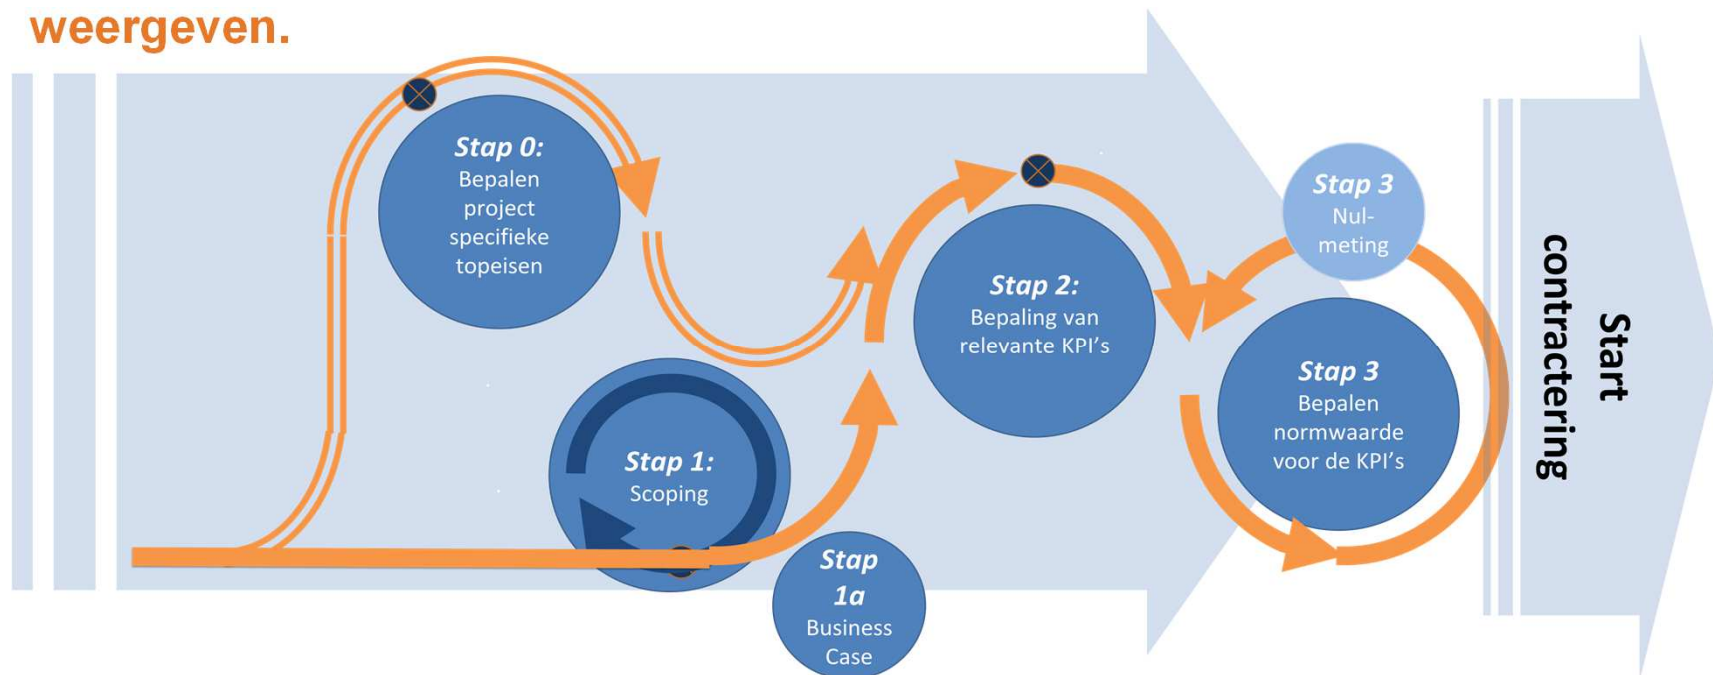 weergeven.
Stap 0:
Bepalen
project
specifieke
topeisen
Stap 1:
Scoping
Stap
1a
Business
Case
Stap 2:
Bepaling van
relevante KPI's
Stap 3
Nul-
meting
Stap 3
Bepalen
normwaarde
voor de KPI's
Start
contractering